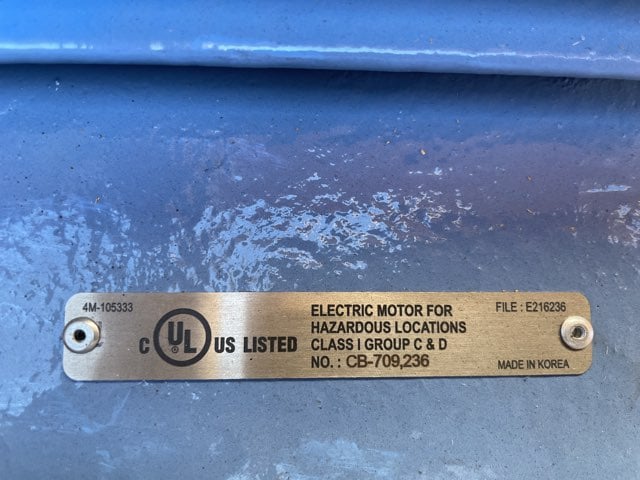 4M-105333
C UL ® US LISTED
ELECTRIC MOTOR FOR
HAZARDOUS LOCATIONS
CLASS I GROUP C & D
NO. : CB-709,236
FILE : E216236
MADE IN KOREA